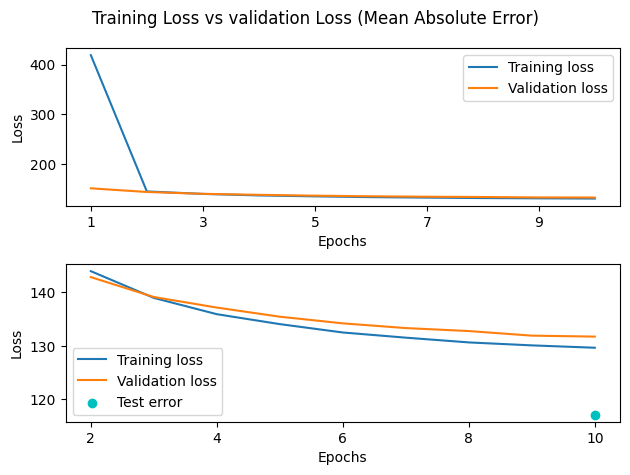 Training Loss vs validation Loss (Mean Absolute Error)
400
300
200
Loss
Training loss
Validation loss
1 3 5 7 9
Epochs
140
130
120
Loss
Training loss
Validation loss
Test error
2 4 6 8 10
Epochs